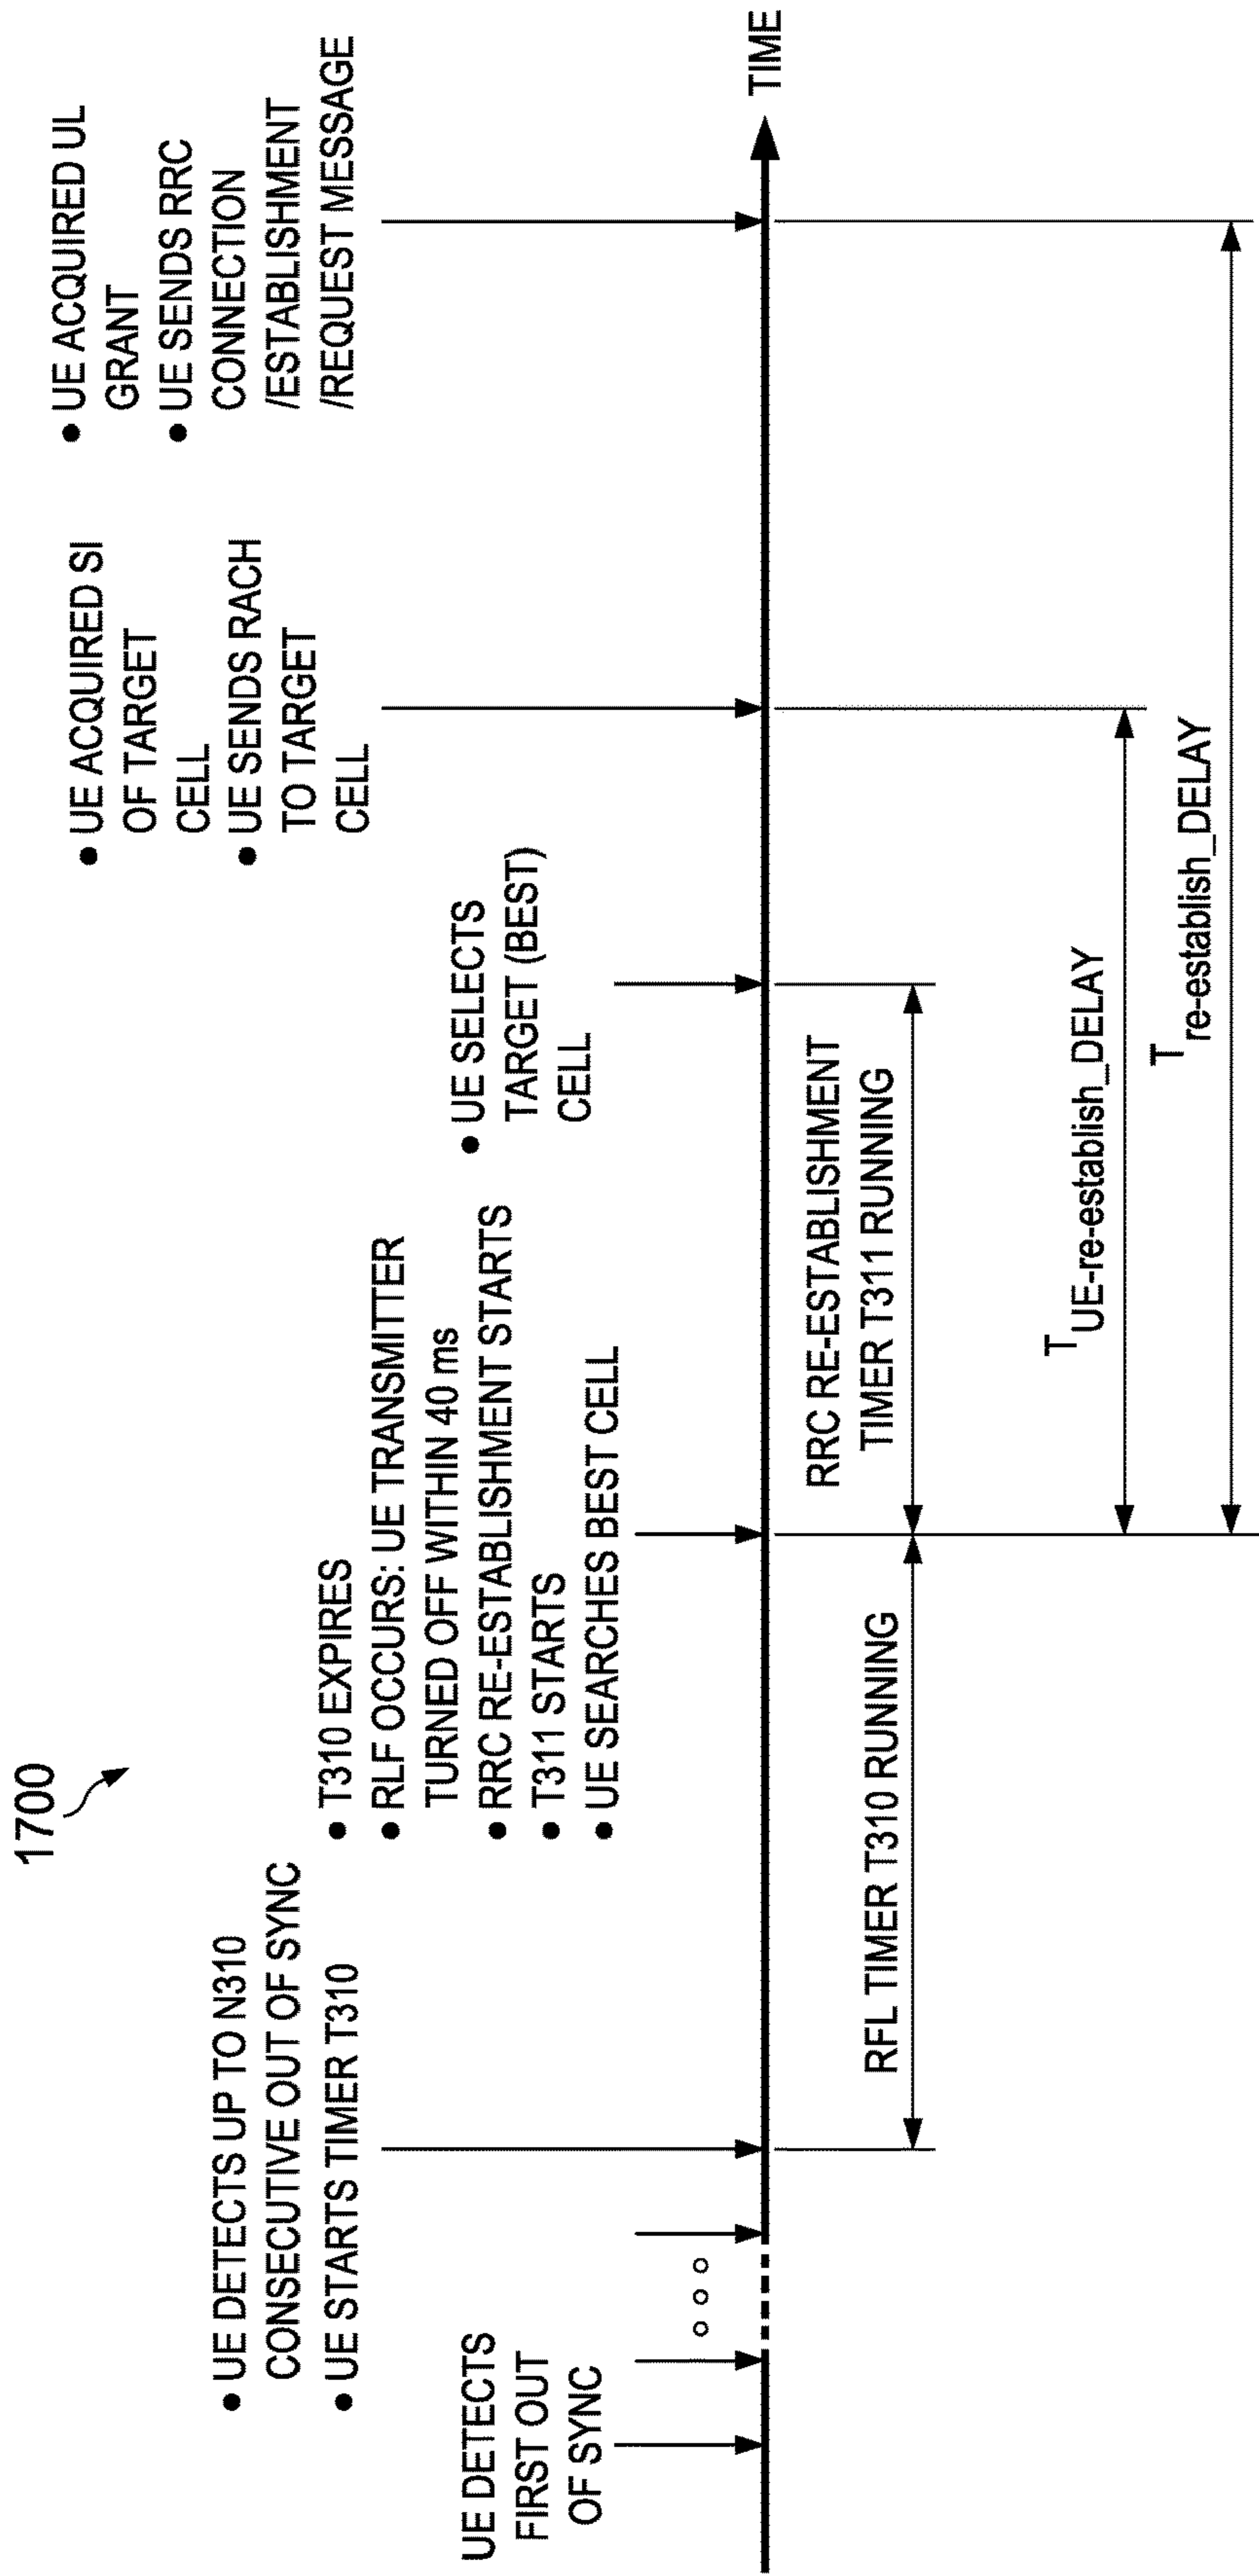 1700
UE DETECTS
FIRST OUT
OF SYNC
• UE DETECTS UP TO N310
CONSECUTIVE OUT OF SYNC
• UE STARTS TIMER T310
• T310 EXPIRES
• RLF OCCURS: UE TRANSMITTER
TURNED OFF WITHIN 40 ms
• RRC RE-ESTABLISHMENT STARTS
• T311 STARTS
• UE SEARCHES BEST CELL
• UE SELECTS
TARGET (BEST)
CELL
• UE ACQUIRED SI
OF TARGET
CELL
• UE SENDS RACH
TO TARGET
CELL
• UE ACQUIRED UL
GRANT
• UE SENDS RRC
CONNECTION
/ESTABLISHMENT
/REQUEST MESSAGE
TIME
RFL TIMER T310 RUNNING
RRC RE-ESTABLISHMENT
TIMER T311 RUNNING
T UE-re-establish_DELAY
T re-establish_DELAY